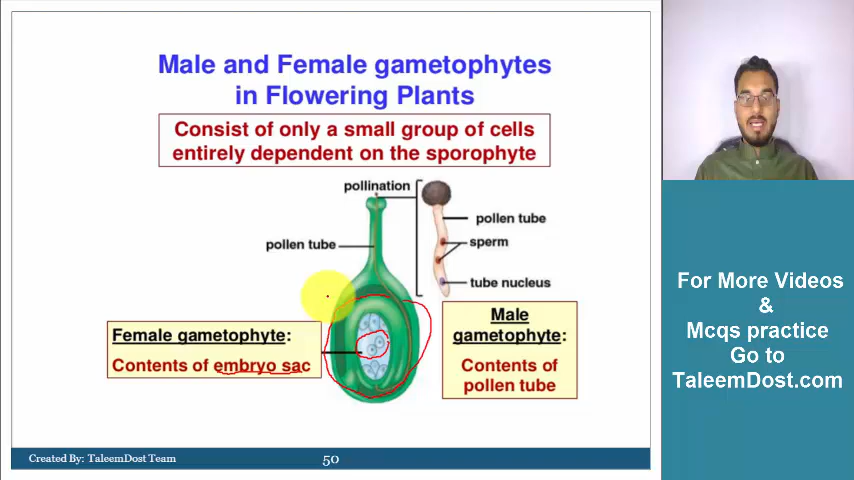 Male and Female gametophytes
in Flowering Plants
Consist of only a small group of cells
entirely dependent on the sporophyte
pollination
pollen tube
pollen tube
sperm
tube nucleus
Female gametophyte:
Contents of embryo sac
Male
gametophyte:
Contents of
pollen tube
Created By: TaleemDost Team
50
For More Videos
&
Mcqs practice
Go to
TaleemDost.com